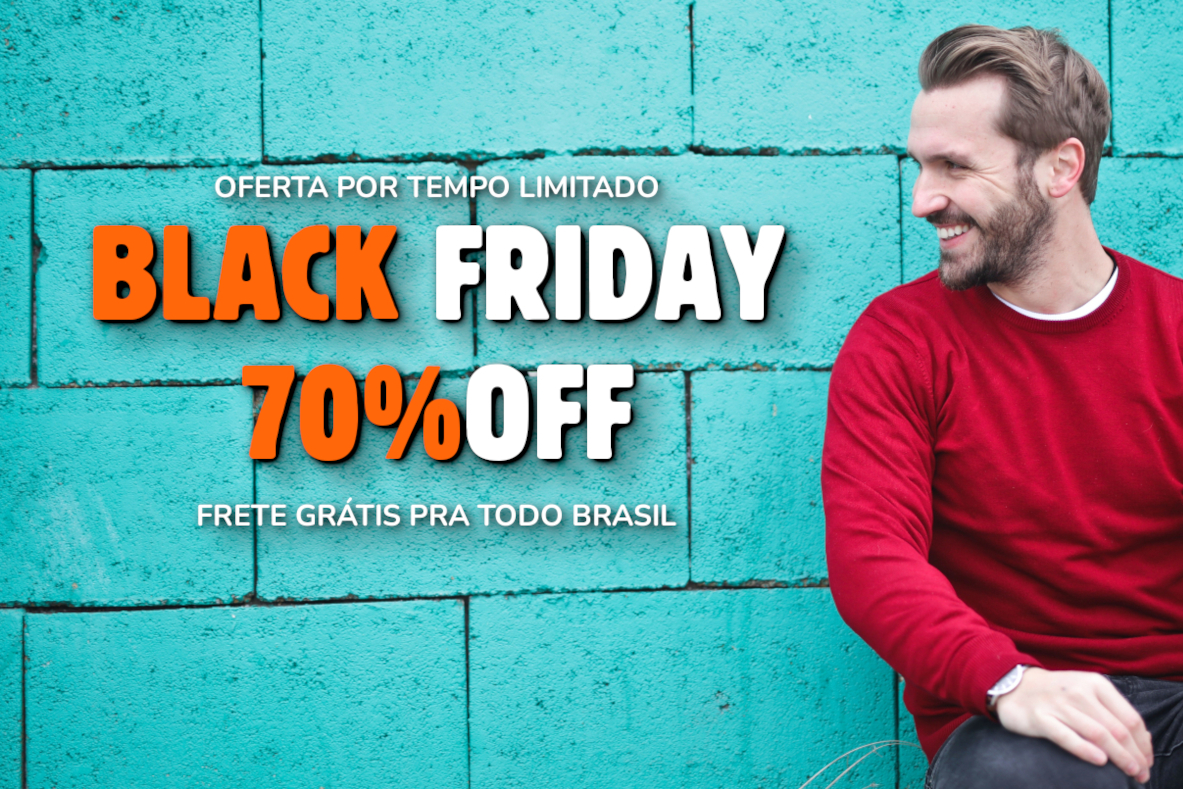 OFERTA POR TEMPO LIMITADO
BLACK FRIDAY
70%OFF
FRETE GRÁTIS PRA TODO BRASIL